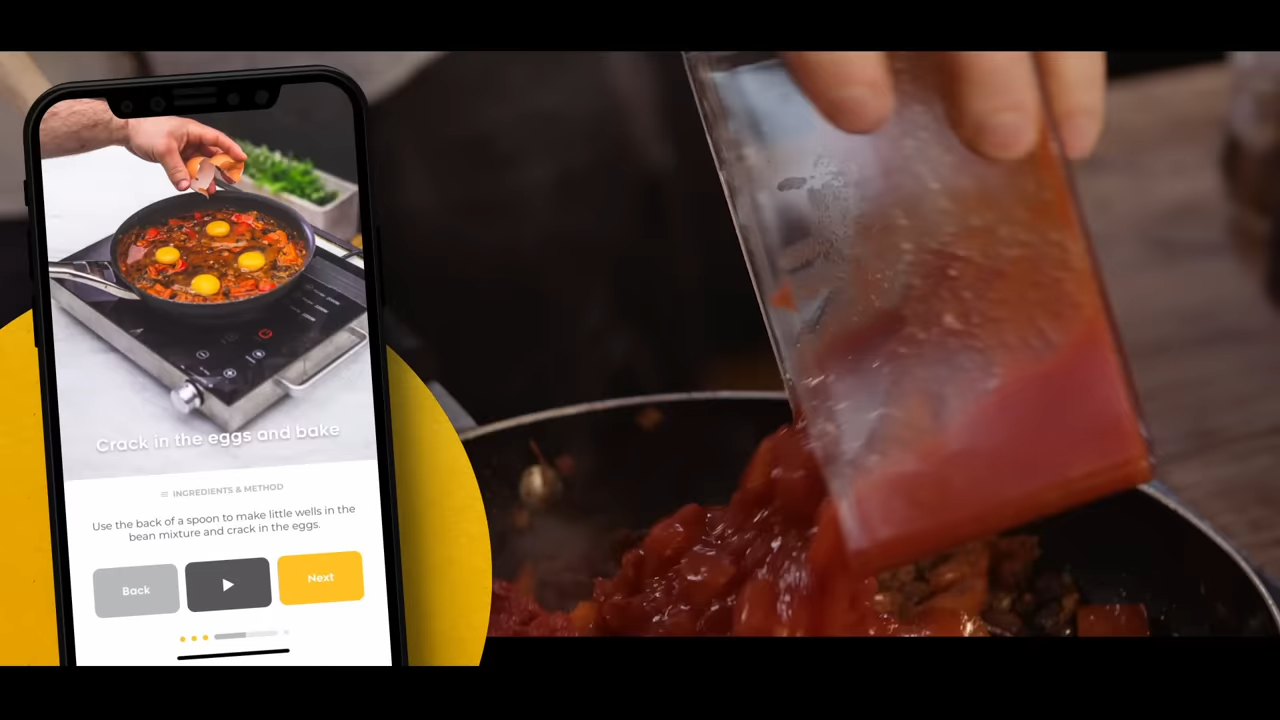 Crack in the eggs and bake
INGREDIENTS & METHOD
Use the back of a spoon to make little wells in the
bean mixture and crack in the eggs.
Back
Next